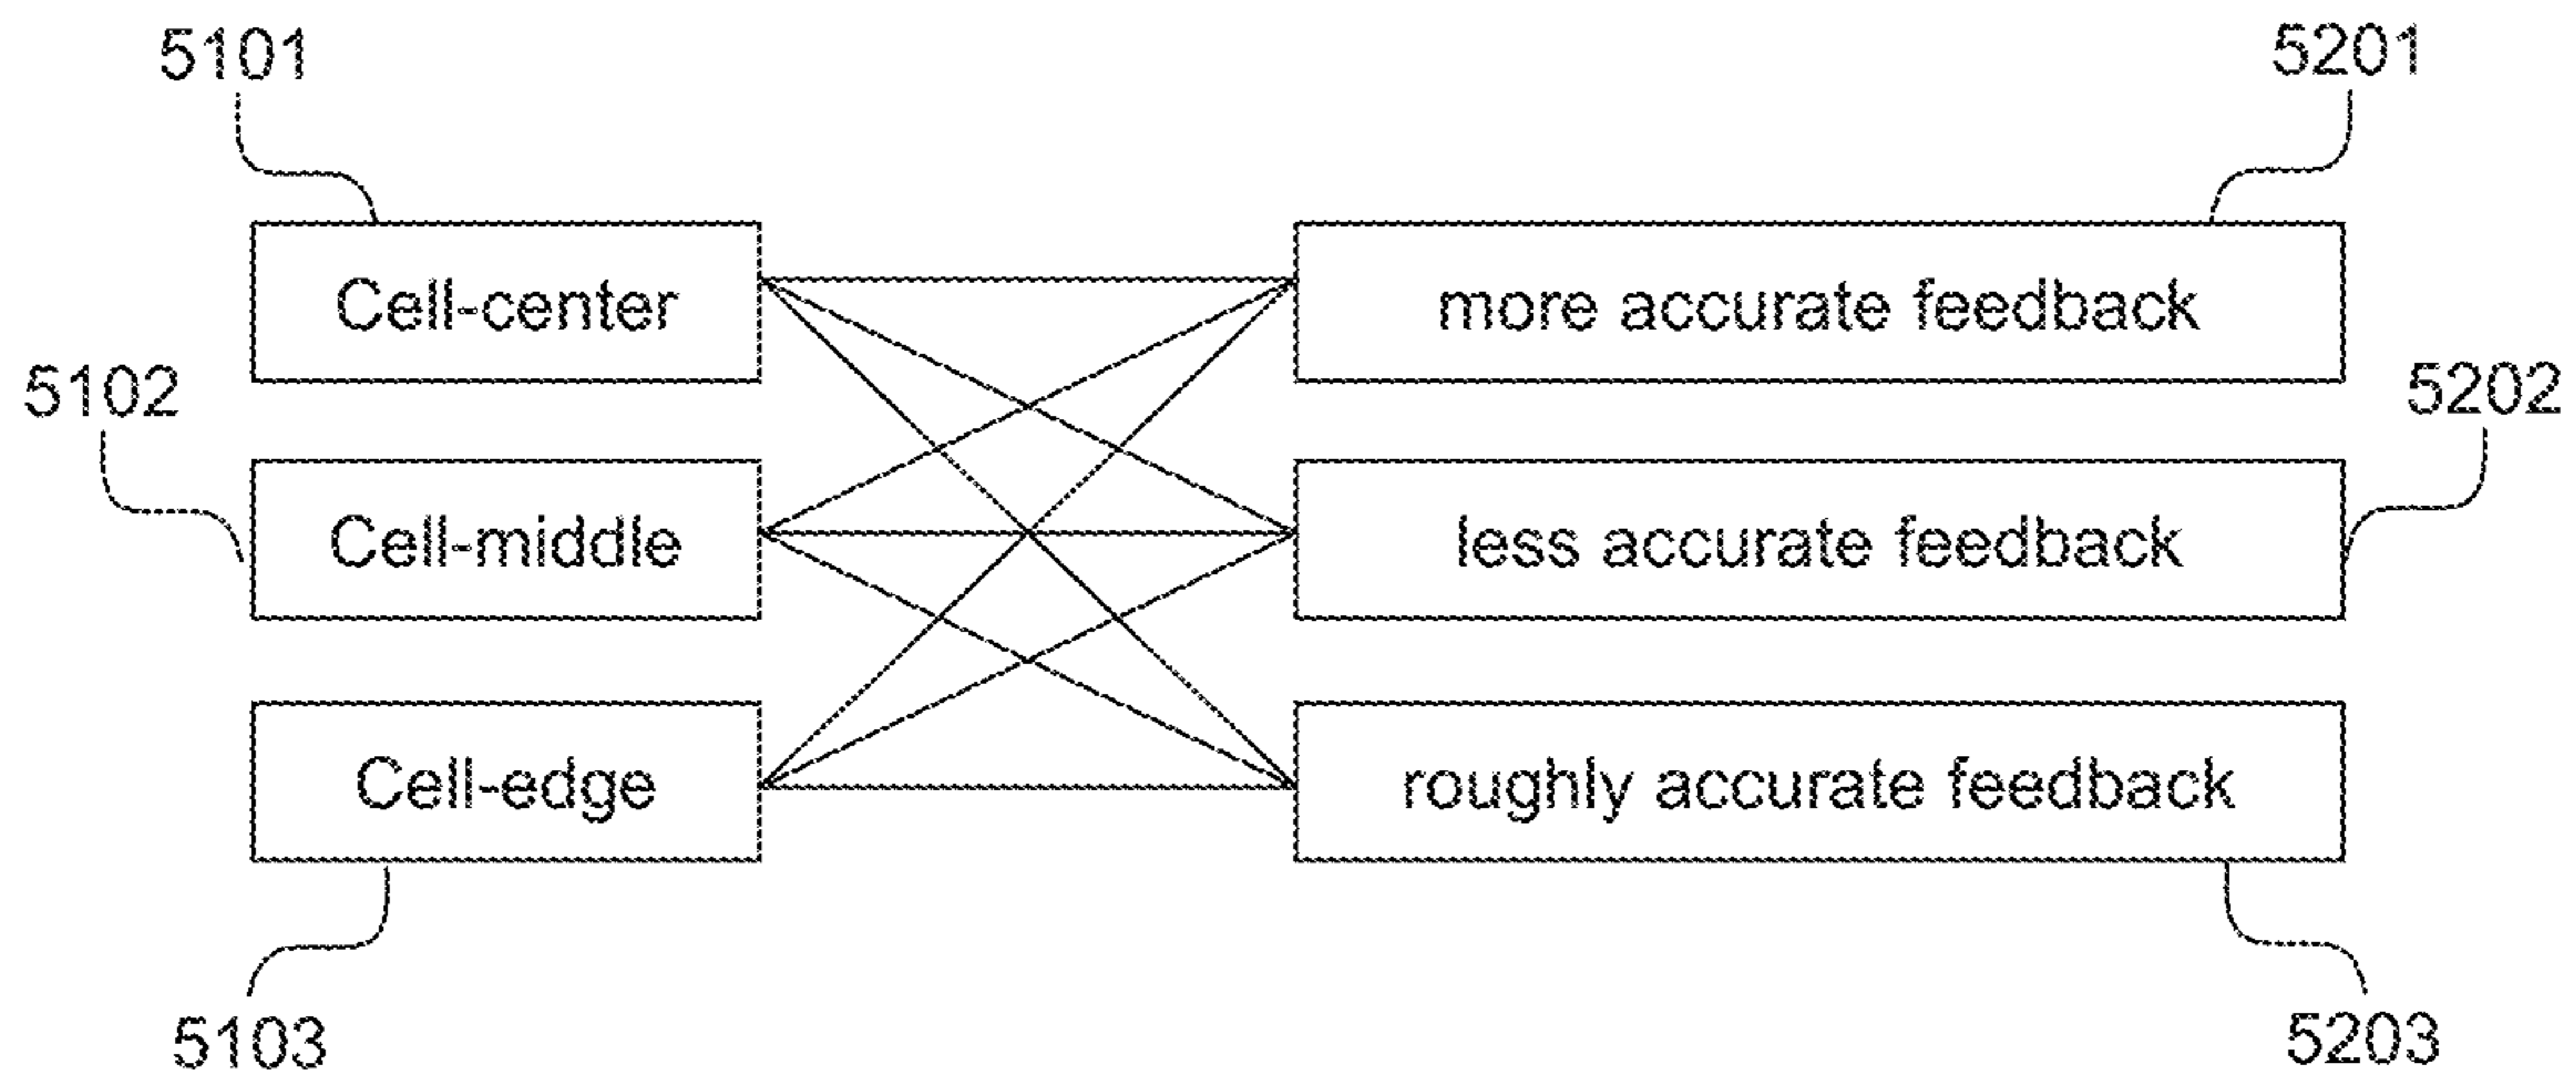 5101
5201
Cell-center
more accurate feedback
5102
5202
Cell-middle
less accurate feedback
Cell-edge
roughly accurate feedback
5103
5203